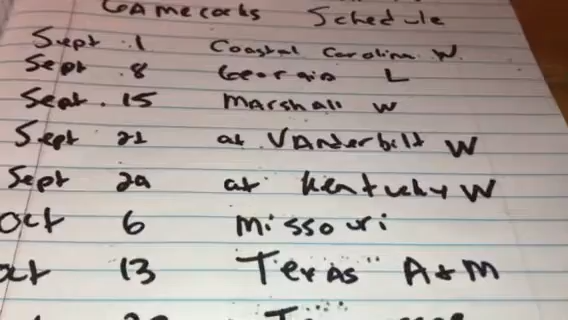 Gamecocks Schedule
Sept. 1 Coastal Carolina W
Sept. 8 Georgia L
Sept. 15 Marshall W
Sept 21 at Vanderbilt W
Sept 29 at Kentucky W
Oct 6 Missouri
Oct 13 Texas A+M